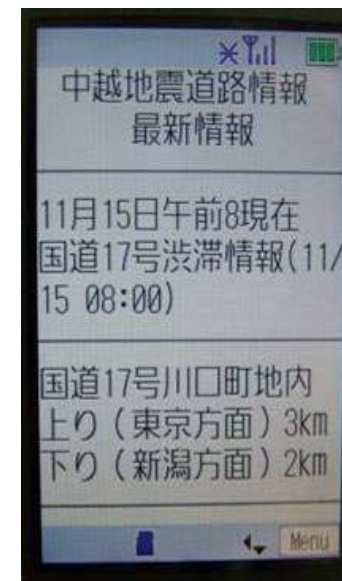 中越地震道路情報
最新情報
11月15日午前8現在
国道17号渋滞情報(11/
15 08:00)
国道17号川口町地内
上り(東京方面)3km
下り(新潟方面)2km
Menu